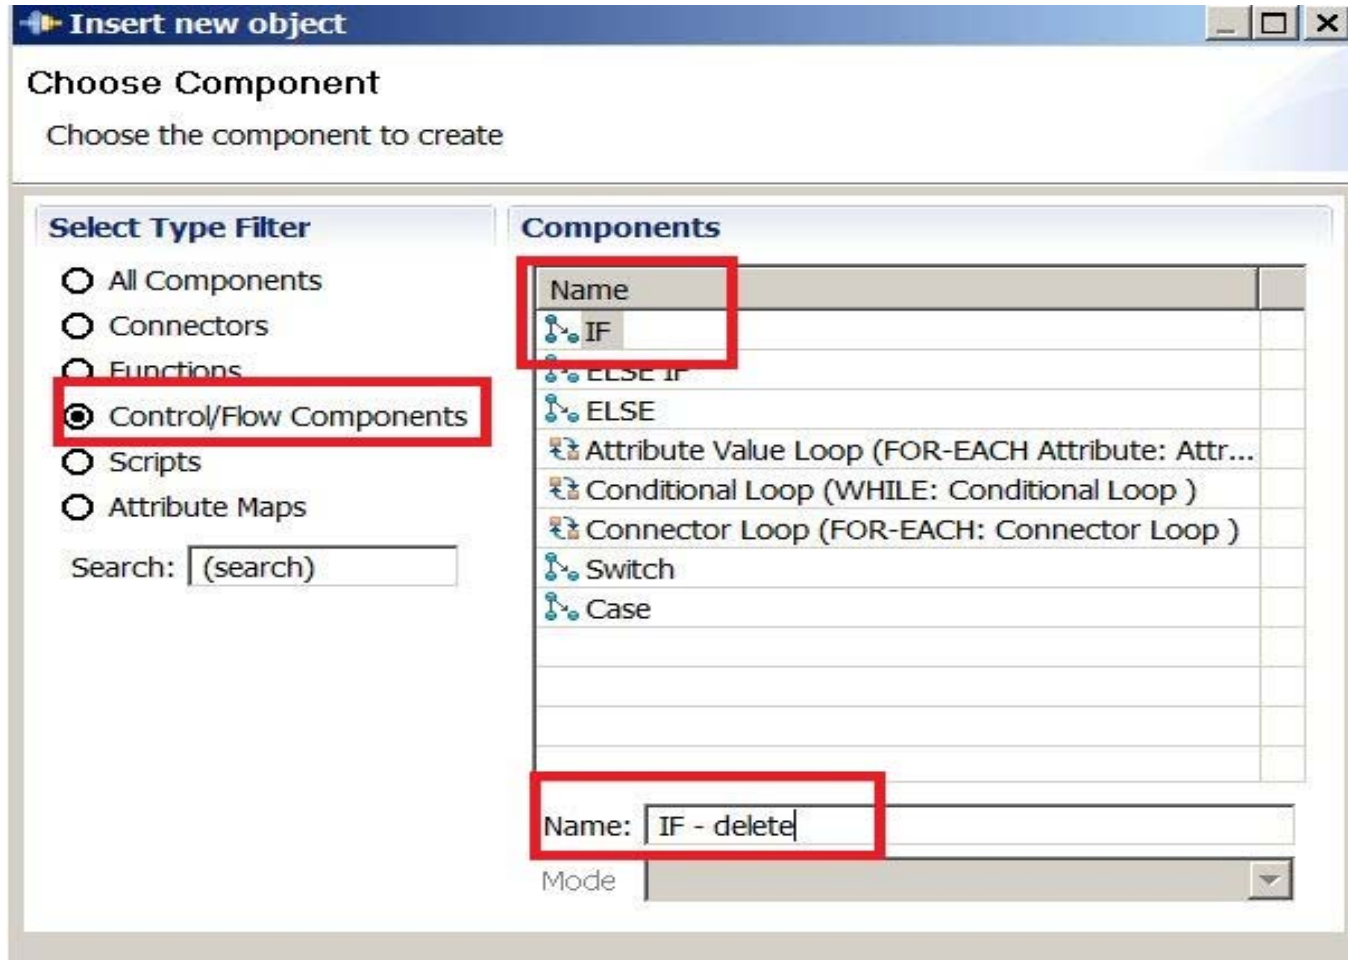 Insert new object
Choose Component
Choose the component to create
Select Type Filter
All Components
Connectors
Functions
Control/Flow Components
Scripts
Attribute Maps
Search: (search)
Components
Name
IF
ELSE IF
ELSE
Attribute Value Loop (FOR-EACH Attribute: Attr...
Conditional Loop (WHILE: Conditional Loop )
Connector Loop (FOR-EACH: Connector Loop )
Switch
Case
Name: IF - delete
Mode